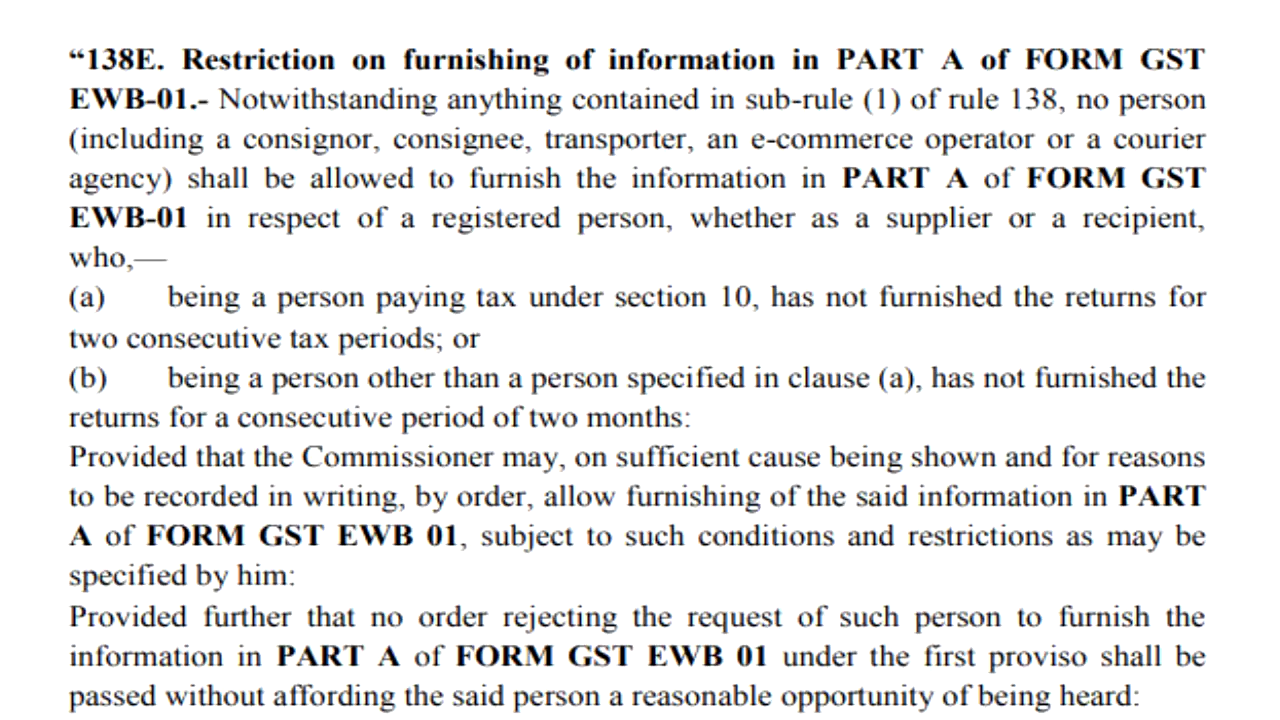 “138E. Restriction on furnishing of information in PART A of FORM GST
EWB-01.- Notwithstanding anything contained in sub-rule (1) of rule 138, no person
(including a consignor, consignee, transporter, an e-commerce operator or a courier
agency) shall be allowed to furnish the information in PART A of FORM GST
EWB-01 in respect of a registered person, whether as a supplier or a recipient,
who,—
(a) being a person paying tax under section 10, has not furnished the returns for
two consecutive tax periods; or
(b) being a person other than a person specified in clause (a), has not furnished the
returns for a consecutive period of two months:
Provided that the Commissioner may, on sufficient cause being shown and for reasons
to be recorded in writing, by order, allow furnishing of the said information in PART
A of FORM GST EWB 01, subject to such conditions and restrictions as may be
specified by him:
Provided further that no order rejecting the request of such person to furnish the
information in PART A of FORM GST EWB 01 under the first proviso shall be
passed without affording the said person a reasonable opportunity of being heard: